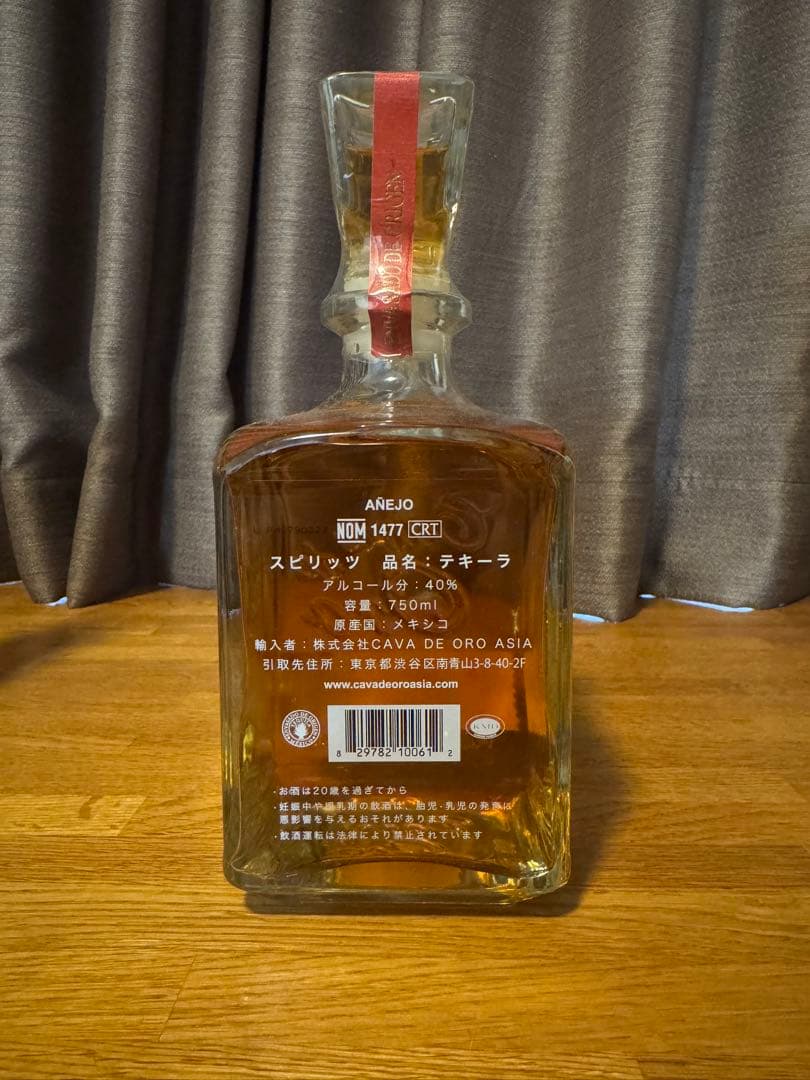 ENVASADO DE ORIGEN
AÑEJO
NOM 1477 CRT
スピリッツ 品名：テキーラ
アルコール分：40%
容量：750ml
原産国：メキシコ
輸入者：株式会社CAVA DE ORO ASIA
引取先住所：東京都渋谷区南青山3-8-40-2F
www.cavadeoroasia.com
KMD
8 29782 10061 2
・お酒は20歳を過ぎてから
・妊娠中や授乳期の飲酒は、胎児・乳児の発育に
悪影響を与えるおそれがあります
・飲酒運転は法律により禁止されています